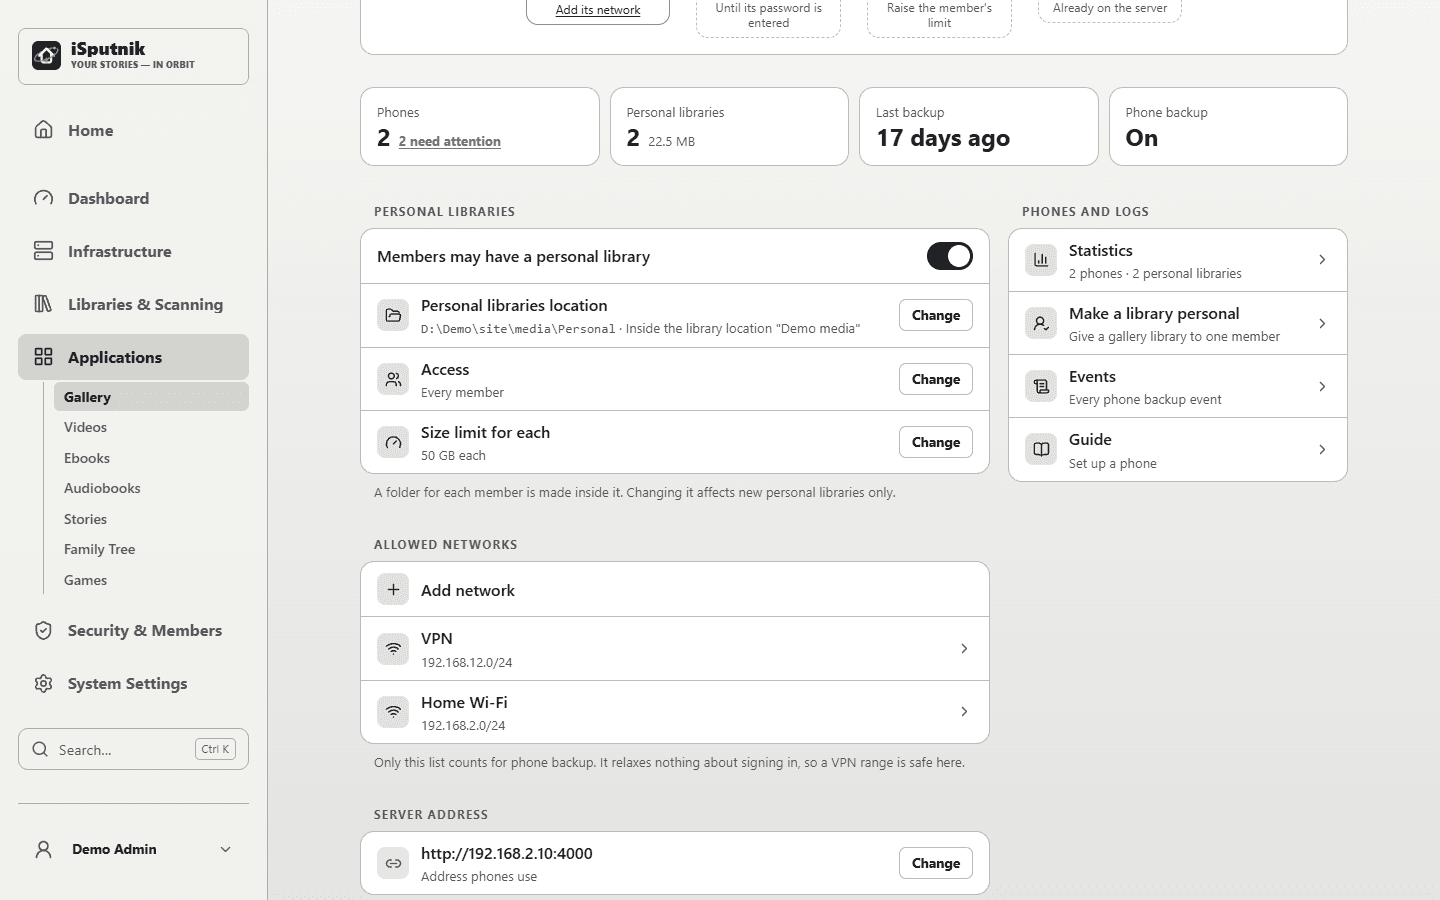 iSputnik
YOUR STORIES — IN ORBIT
Home
Dashboard
Infrastructure
Libraries & Scanning
Applications
Gallery
Videos
Ebooks
Audiobooks
Stories
Family Tree
Games
Security & Members
System Settings
Search...
Ctrl K
Demo Admin
Add its network
Until its password is
entered
Raise the member's
limit
Already on the server
Phones
2 2 need attention
Personal libraries
2 22.5 MB
Last backup
17 days ago
Phone backup
On
PERSONAL LIBRARIES
Members may have a personal library
Personal libraries location
D:\Demo\site\media\Personal · Inside the library location "Demo media"
Change
Access
Every member
Change
Size limit for each
50 GB each
Change
A folder for each member is made inside it. Changing it affects new personal libraries only.
ALLOWED NETWORKS
Add network
VPN
192.168.12.0/24
Home Wi-Fi
192.168.2.0/24
Only this list counts for phone backup. It relaxes nothing about signing in, so a VPN range is safe here.
SERVER ADDRESS
http://192.168.2.10:4000
Address phones use
Change
PHONES AND LOGS
Statistics
2 phones · 2 personal libraries
Make a library personal
Give a gallery library to one member
Events
Every phone backup event
Guide
Set up a phone